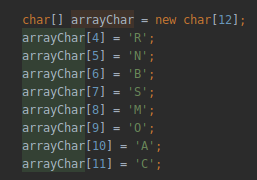 char[] arrayChar = new char[12];
arrayChar[4] = 'R';
arrayChar[5] = 'N';
arrayChar[6] = 'B';
arrayChar[7] = 'S';
arrayChar[8] = 'M';
arrayChar[9] = 'O';
arrayChar[10] = 'A';
arrayChar[11] = 'C';